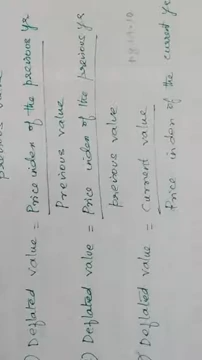 Deflated value = Price index of the previous yr
Previous value
Deflated value = Price index of the previous yr
previous value
Deflated value = Current value
Price index of the current yr